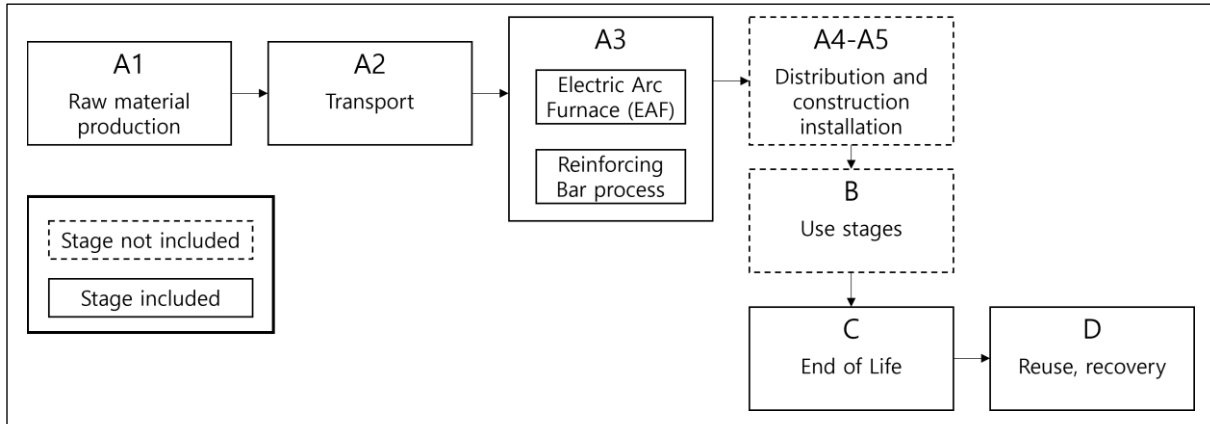 A1
Raw material
production
A2
Transport
A3
Electric Arc
Furnace (EAF)
Reinforcing
Bar process
A4-A5
Distribution and
construction
installation
B
Use stages
C
End of Life
D
Reuse, recovery
Stage not included
Stage included